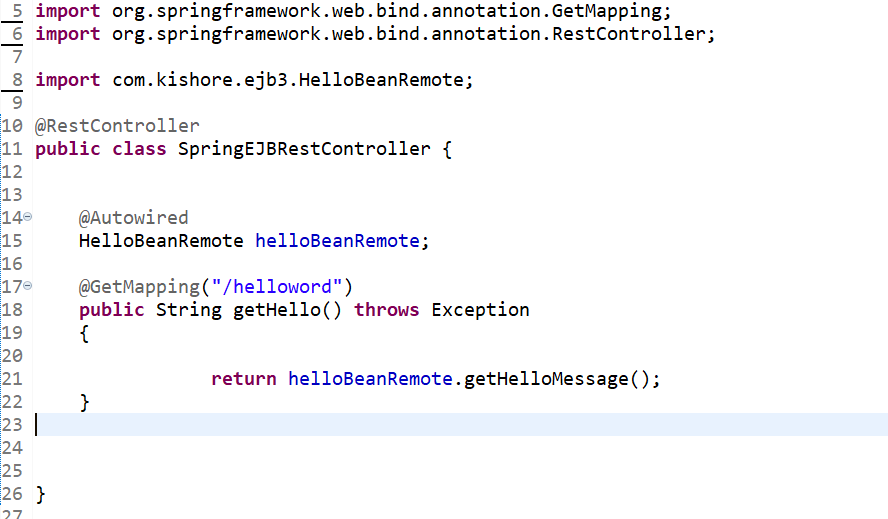 5 import org.springframework.web.bind.annotation.GetMapping;
6 import org.springframework.web.bind.annotation.RestController;
7
8 import com.kishore.ejb3.HelloBeanRemote;
9
10 @RestController
11 public class SpringEJBRestController {
12
13
14 @Autowired
15 HelloBeanRemote helloBeanRemote;
16
17 @GetMapping("/helloword")
18 public String getHello() throws Exception
19 {
20
21 return helloBeanRemote.getHelloMessage();
22 }
23
24
25
26 }
27